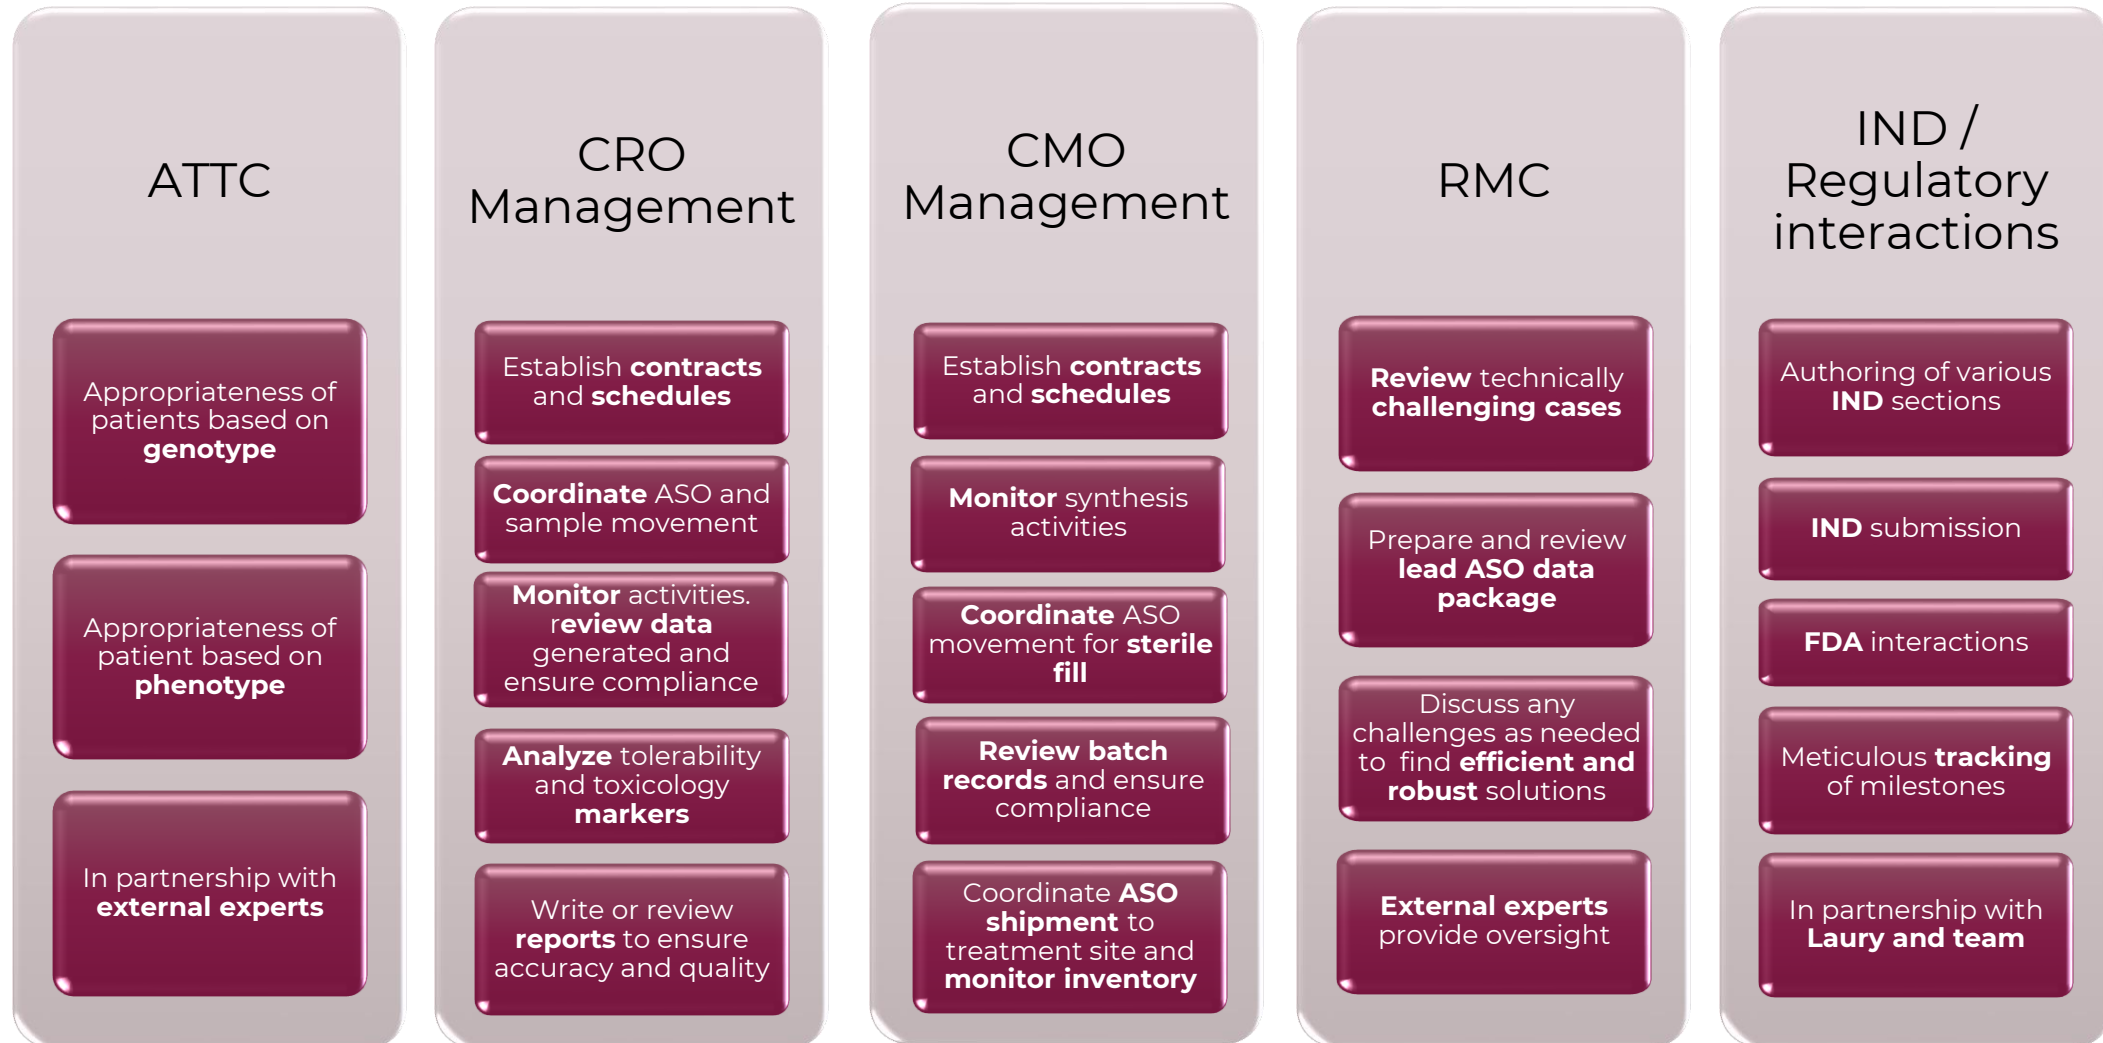 ATTC
Appropriateness of
patients based on
genotype
Appropriateness of
patient based on
phenotype
In partnership with
external experts
CRO
Management
Establish contracts
and schedules
Coordinate ASO and
sample movement
Monitor activities.
review data
generated and
ensure compliance
Analyze tolerability
and toxicology
markers
Write or review
reports to ensure
accuracy and quality
CMO
Management
Establish contracts
and schedules
Monitor synthesis
activities
Coordinate ASO
movement for sterile
fill
Review batch
records and ensure
compliance
Coordinate ASO
shipment to
treatment site and
monitor inventory
RMC
Review technically
challenging cases
Prepare and review
lead ASO data
package
Discuss any
challenges as needed
to find efficient and
robust solutions
External experts
provide oversight
IND /
Regulatory
interactions
Authoring of various
IND sections
IND submission
FDA interactions
Meticulous tracking
of milestones
In partnership with
Laury and team